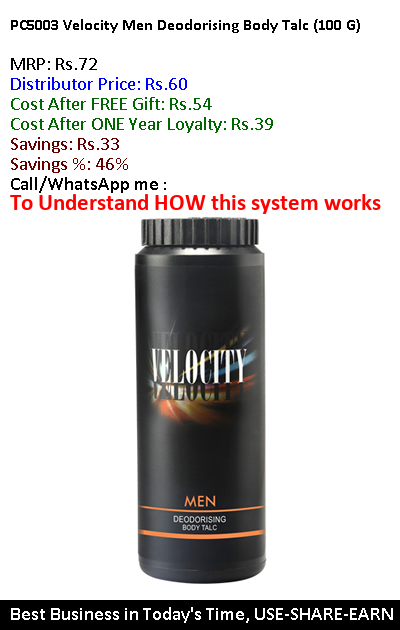 PC5003 Velocity Men Deodorising Body Talc (100 G)
MRP: Rs.72
Distributor Price: Rs.60
Cost After FREE Gift: Rs.54
Cost After ONE Year Loyalty: Rs.39
Savings: Rs.33
Savings %: 46%
Call/WhatsApp me :
To Understand HOW this system works
VELOCITY
MEN
DEODORISING
BODY TALC
Best Business in Today's Time, USE-SHARE-EARN